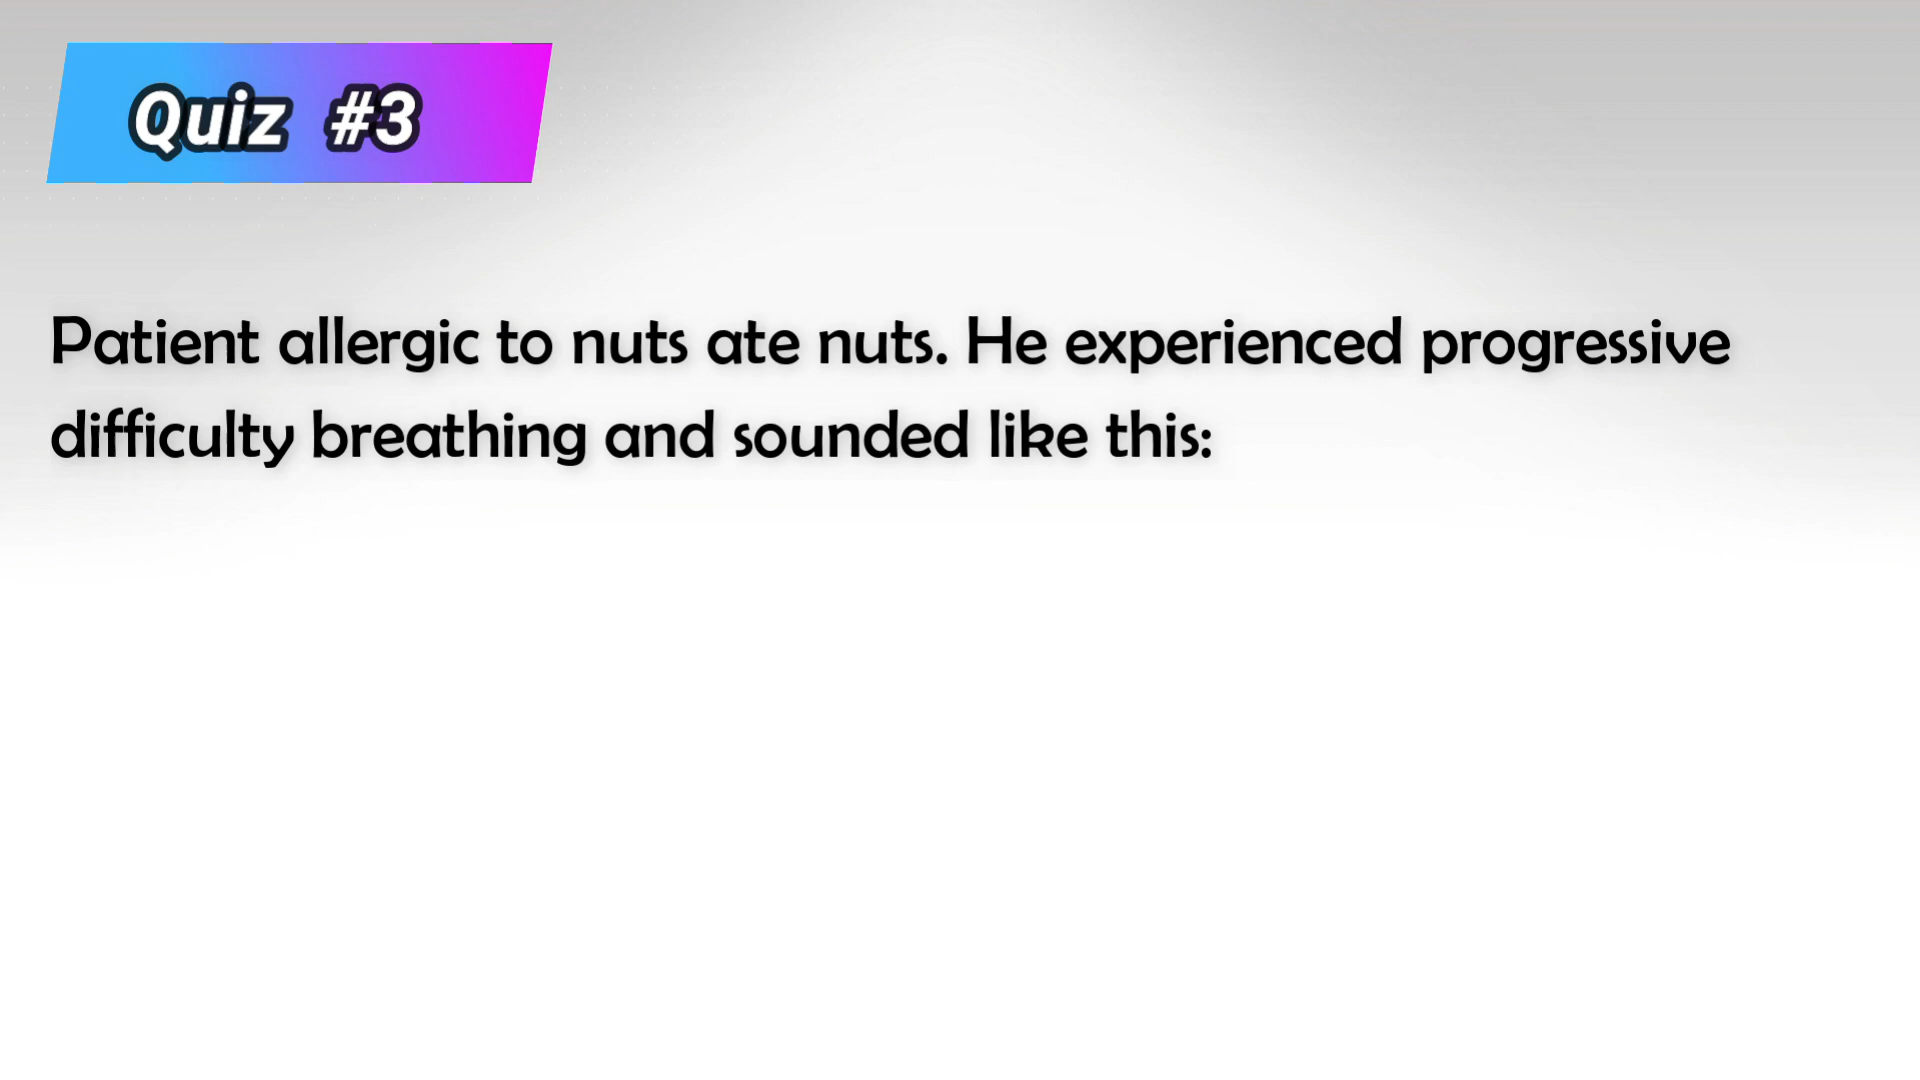 Quiz #3
Patient allergic to nuts ate nuts. He experienced progressive
difficulty breathing and sounded like this: